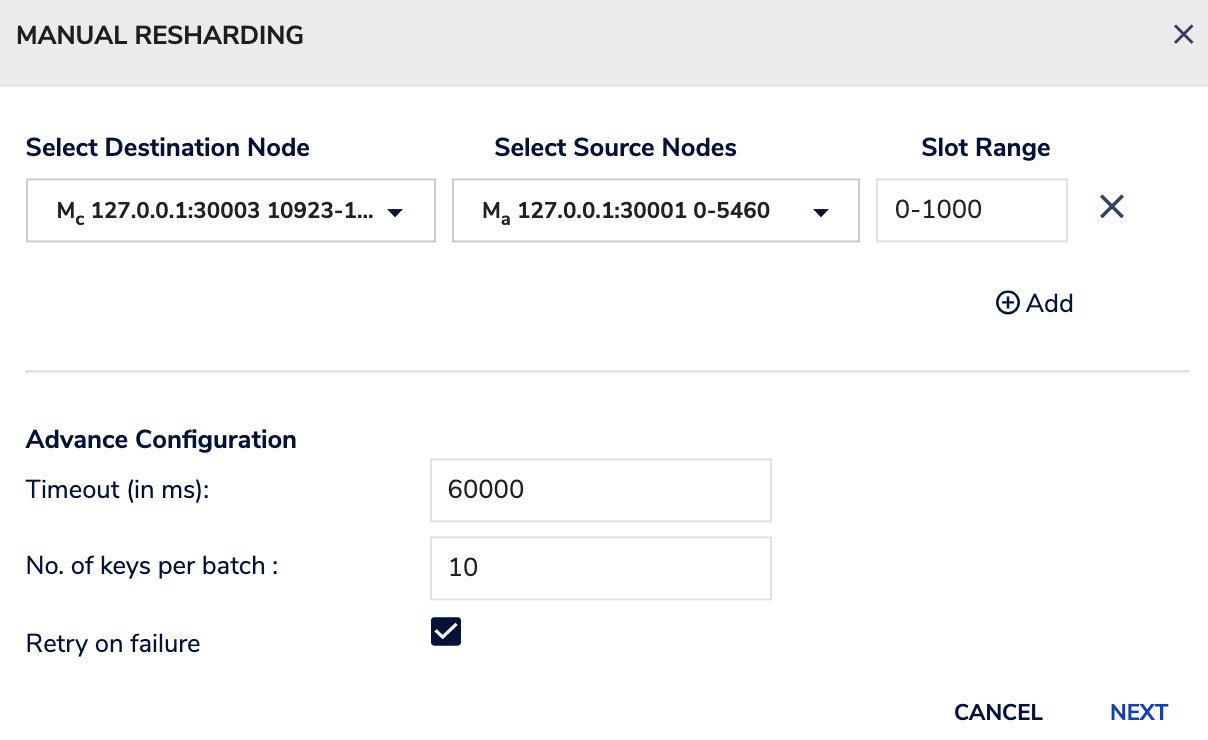 MANUAL RESHARDING
Select Destination Node Select Source Nodes Slot Range
Mc 127.0.0.1:30003 10923-1... Ma 127.0.0.1:30001 0-5460 0-1000
Add
Advance Configuration
Timeout (in ms): 60000
No. of keys per batch : 10
Retry on failure
CANCEL NEXT